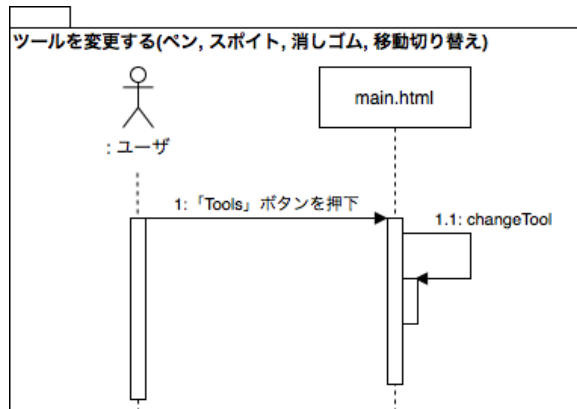 ツールを変更する(ペン, スポイト, 消しゴム, 移動切り替え)
main.html
: ユーザ
1: 「Tools」ボタンを押下
1.1: changeTool